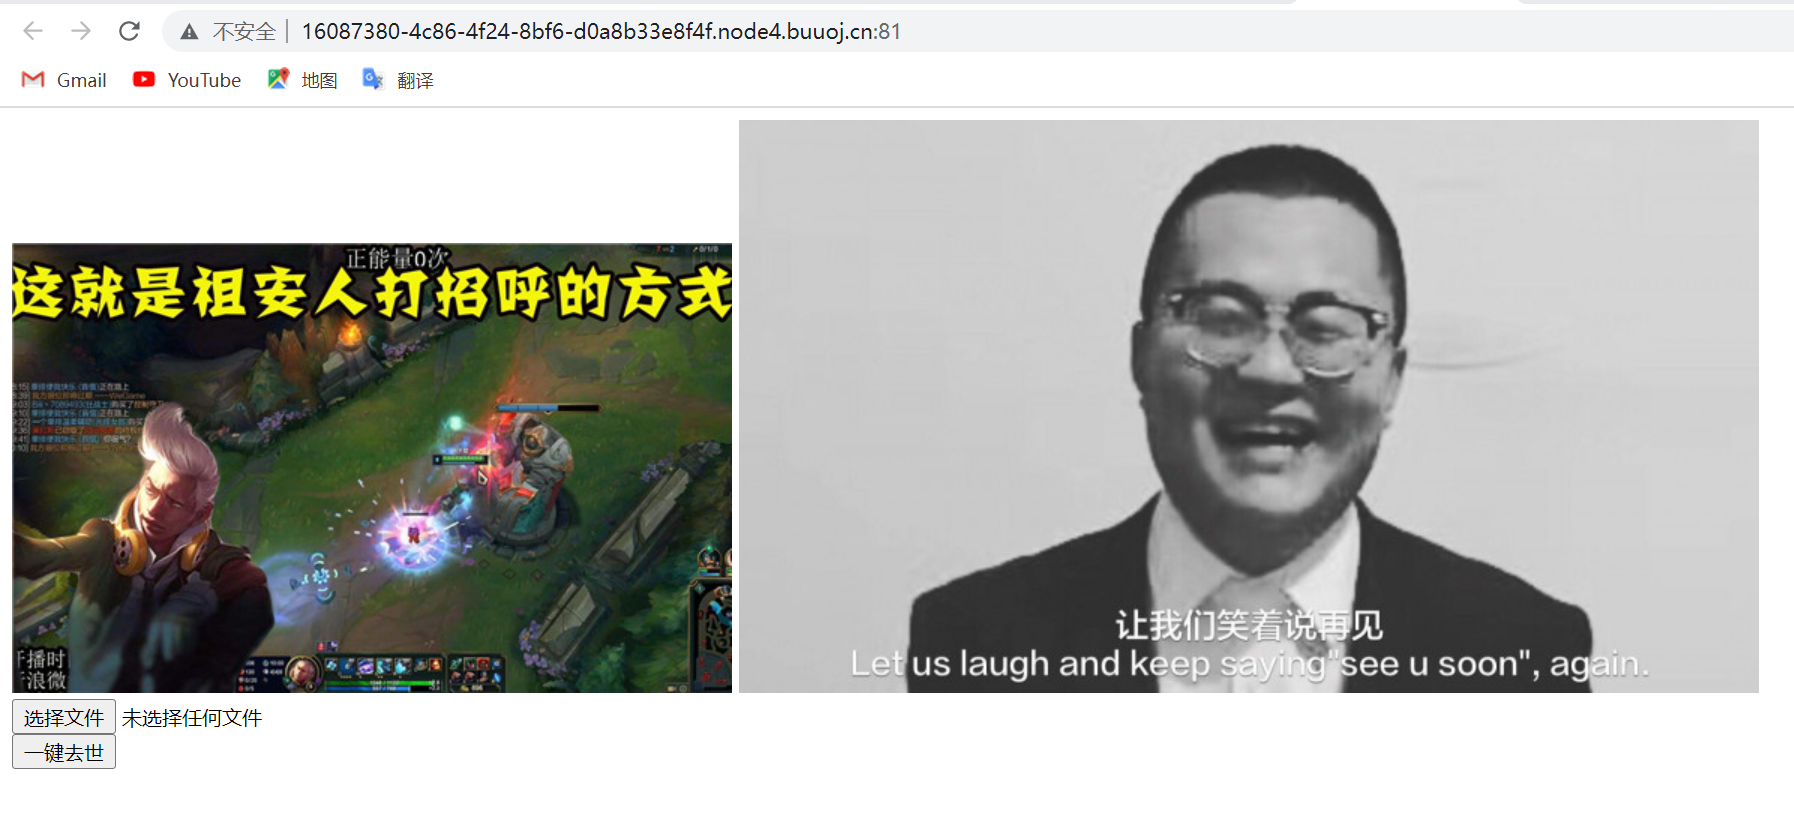 不安全 | 16087380-4c86-4f24-8bf6-d0a8b33e8f4f.node4.buuoj.cn:81
Gmail YouTube 地图 翻译
正能量0次
这就是祖安人打招呼的方式
开播时
新浪微
让我们笑着说再见
Let us laugh and keep saying"see u soon", again.
选择文件 未选择任何文件
一键去世